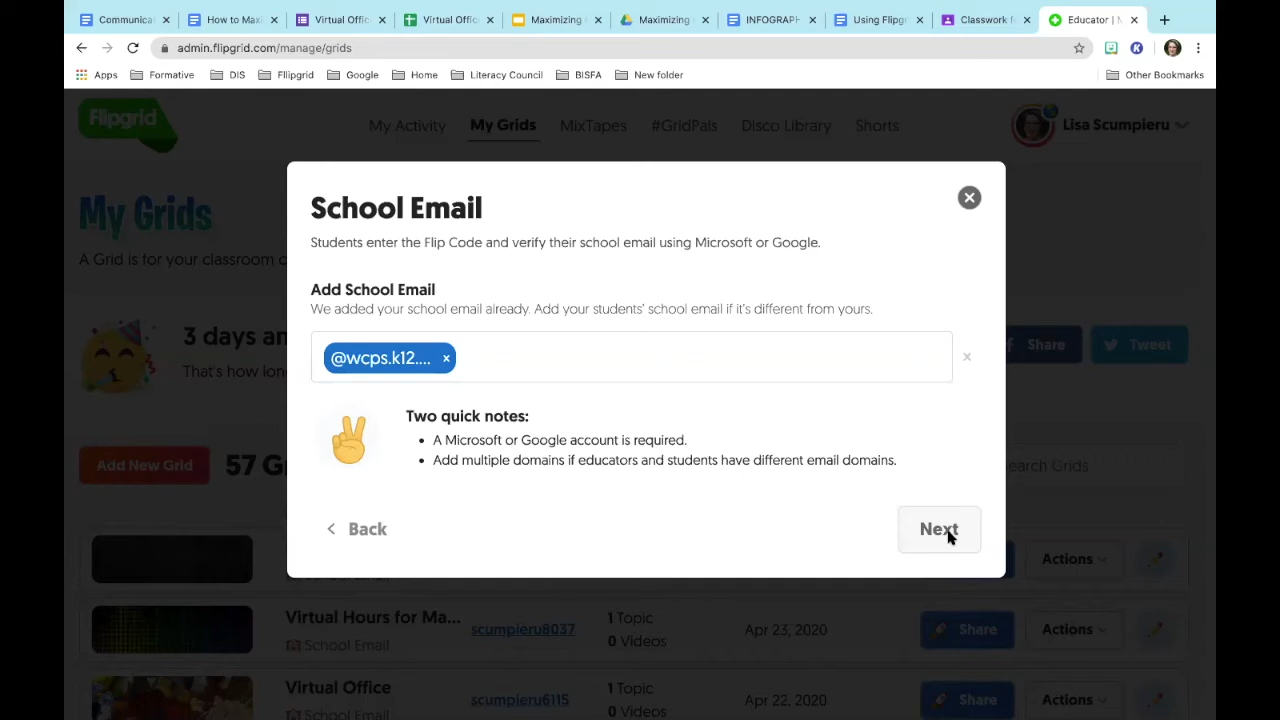 Communica
How to Maxi
Virtual Offic
Virtual Offic
Maximizing
Maximizing
INFOGRAPH
Using Flipgr
Classwork f
Educator | M
admin.flipgrid.com/manage/grids
Apps
Formative
DIS
Flipgrid
Google
Home
Literacy Council
BISFA
New folder
Other Bookmarks
Flipgrid
My Activity
My Grids
MixTapes
#GridPals
Disco Library
Shorts
Lisa Scumpieru
My Grids
A Grid is for your classroom
3 days an
That's how lon
Share
Tweet
Add New Grid
57 G
earch Grids
School Email
Students enter the Flip Code and verify their school email using Microsoft or Google.
Add School Email
We added your school email already. Add your students' school email if it's different from yours.
@wcps.k12.... ×
×
Two quick notes:
• A Microsoft or Google account is required.
• Add multiple domains if educators and students have different email domains.
Back
Next
Actions
Virtual Hours for Ma...
School Email
scumpieru8037
1 Topic
0 Videos
Apr 23, 2020
Share
Actions
Virtual Office
School Email
scumpieru6115
1 Topic
0 Videos
Apr 22, 2020
Share
Actions